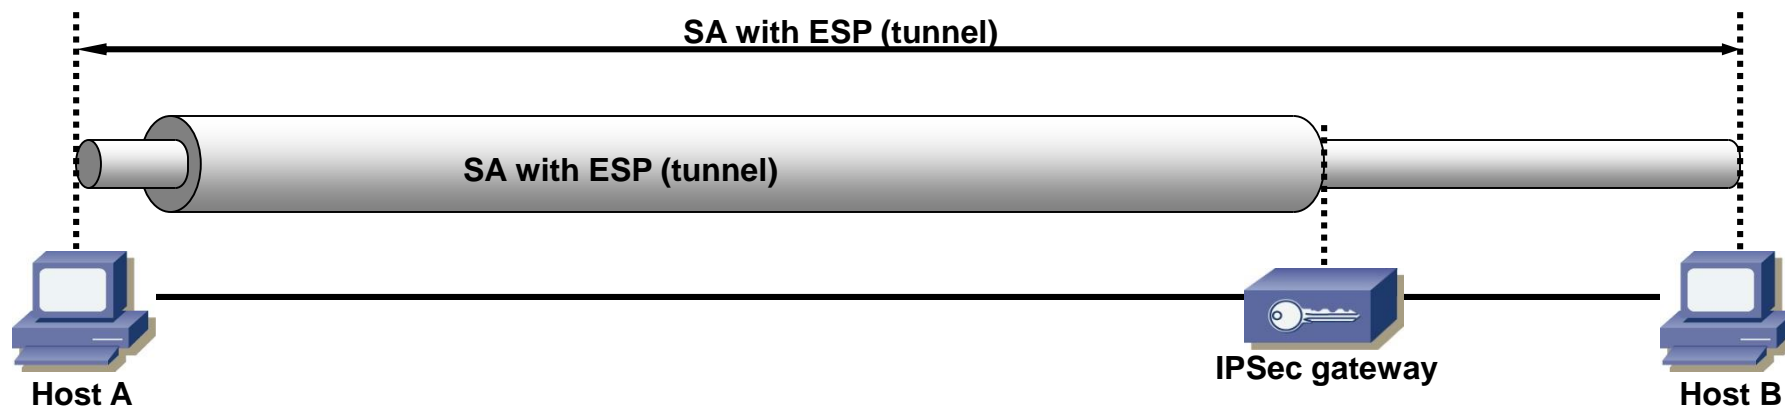 SA with ESP (tunnel)
SA with ESP (tunnel)
IPSec gateway
Host A
Host B